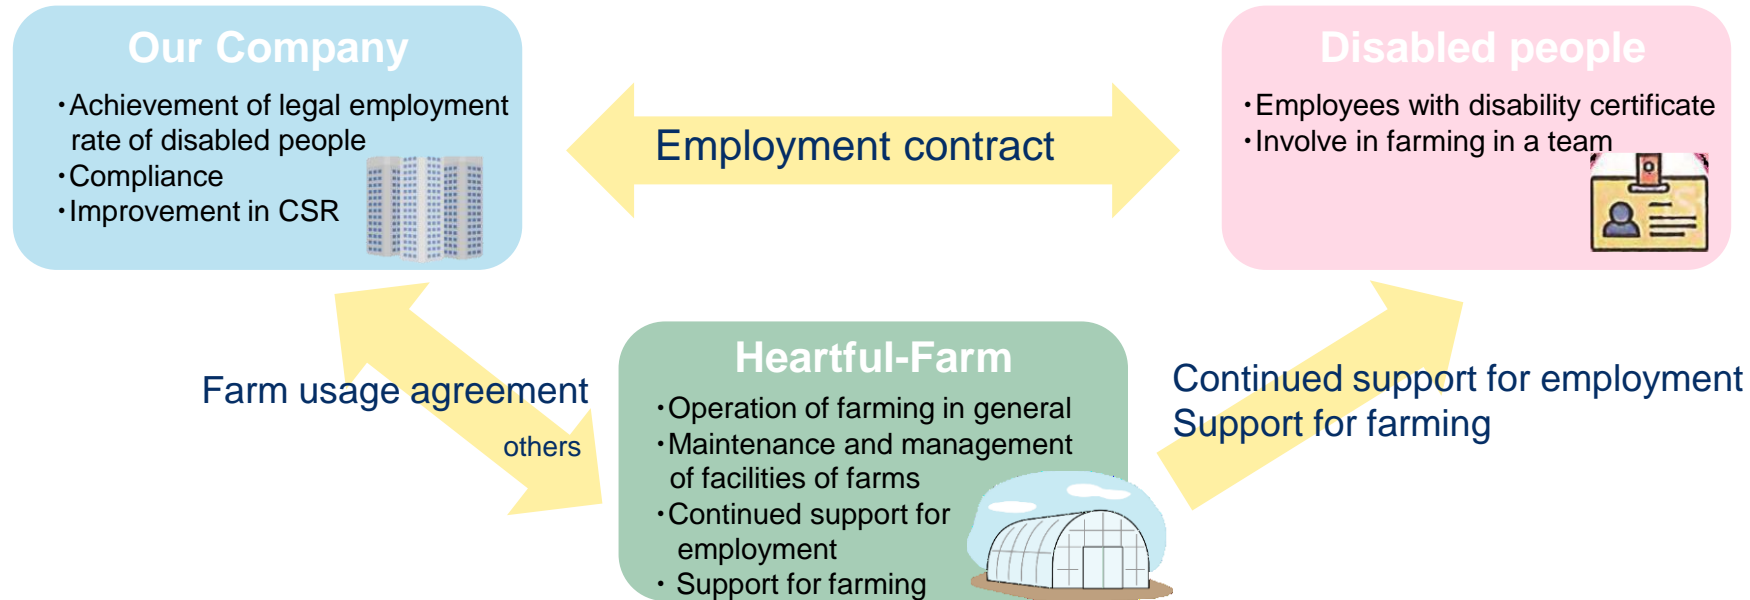 Our Company
・Achievement of legal employment
rate of disabled people
・Compliance
・Improvement in CSR
Employment contract
Disabled people
・Employees with disability certificate
・Involve in farming in a team
Farm usage agreement
others
Heartful-Farm
・Operation of farming in general
・Maintenance and management
of facilities of farms
・Continued support for
employment
・ Support for farming
Continued support for employment
Support for farming